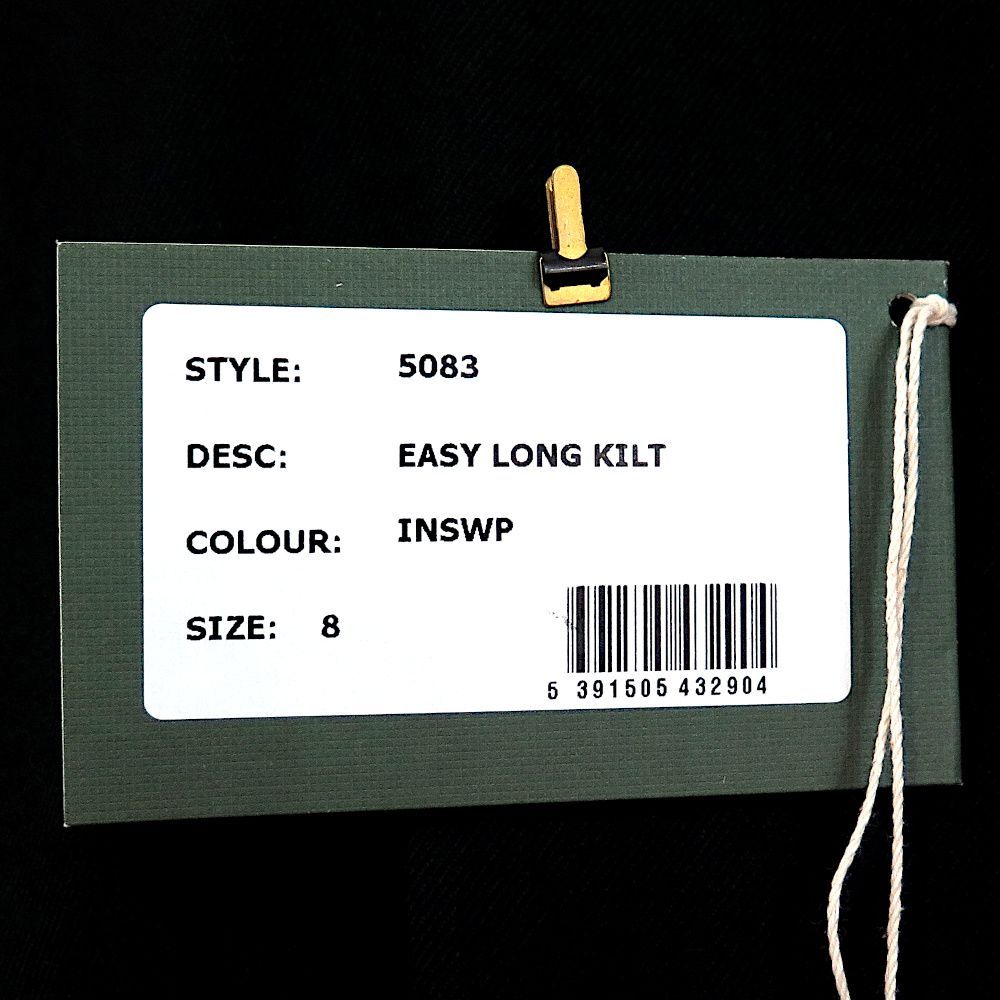 STYLE: 5083
DESC: EASY LONG KILT
COLOUR: INSWP
SIZE: 8
5 391505 432904